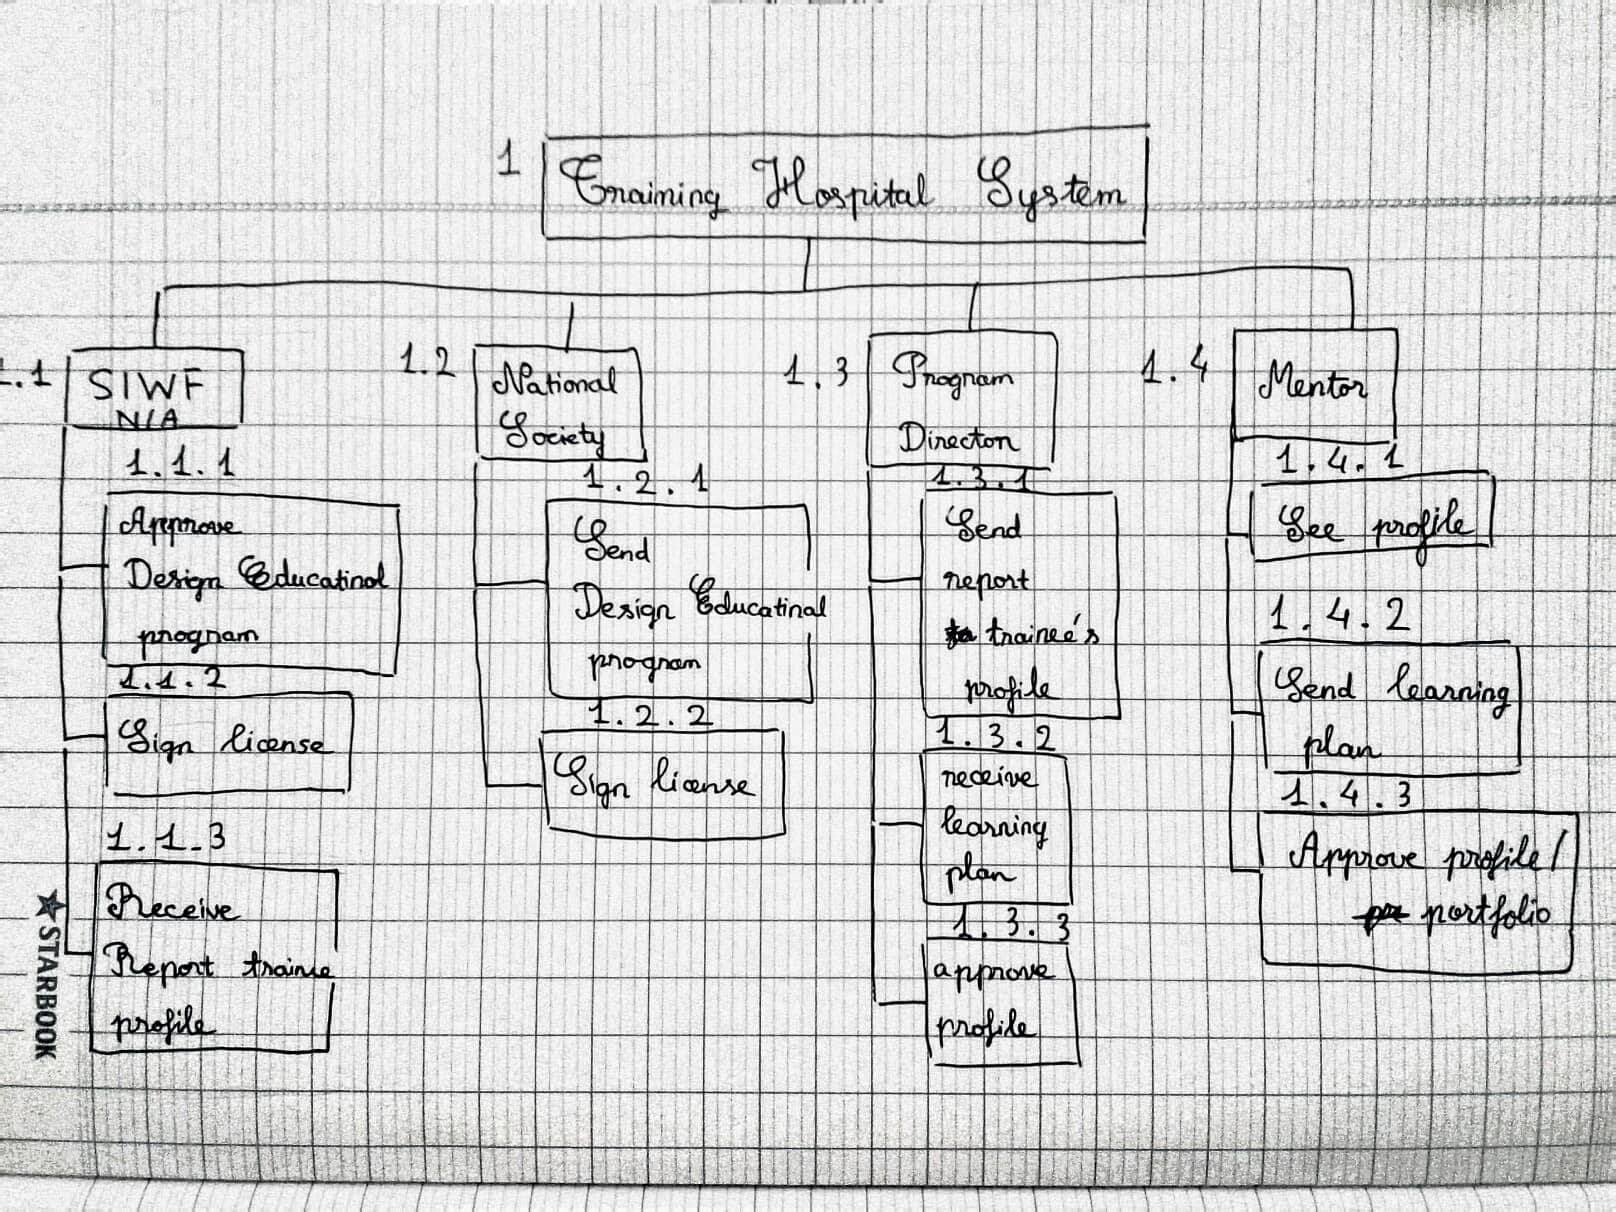 1
Training Hospital System
.1
SIWF
N/A
1.1.1
Approve
Design Educatinol
program
1.1.2
Sign license
1.1.3
Receive
Report trainee
profile
1.2
National
Society
1.2.1
Send
Design Educatinal
program
1.2.2
Sign license
1.3
Program
Director
1.3.1
Send
report
trainee's
profile
1.3.2
receive
learning
plan
1.3.3
approve
profile
1.4
Mentor
1.4.1
See profile
1.4.2
Send learning
plan
1.4.3
Approve profile/
portfolio
STARBOOK